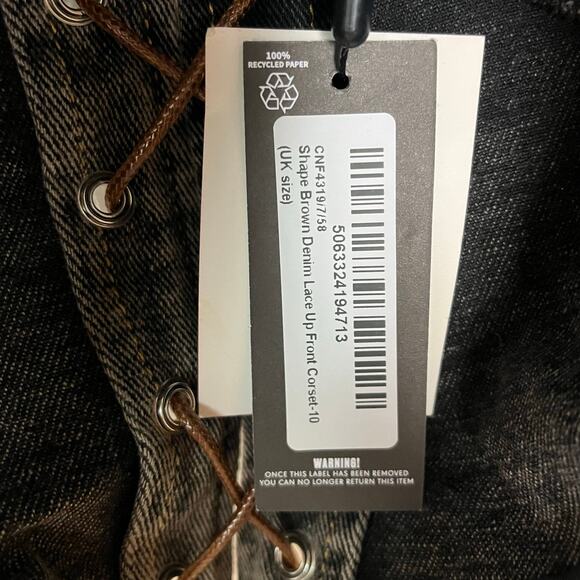 100%
RECYCLED PAPER
5063324194713
CNF4319/7/58
Shape Brown Denim Lace Up Front Corset-10
(UK size)
WARNING!
ONCE THIS LABEL HAS BEEN REMOVED
YOU CAN NO LONGER RETURN THIS ITEM